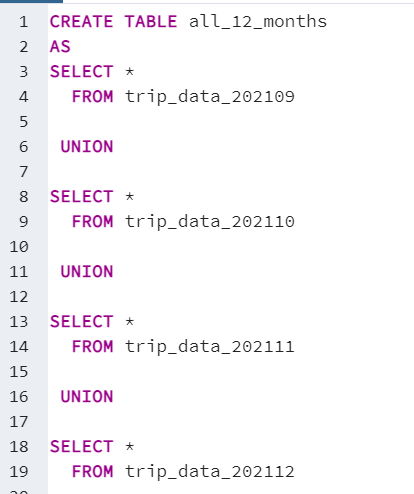 1 CREATE TABLE all_12_months
2 AS
3 SELECT *
4 FROM trip_data_202109
5
6 UNION
7
8 SELECT *
9 FROM trip_data_202110
10
11 UNION
12
13 SELECT *
14 FROM trip_data_202111
15
16 UNION
17
18 SELECT *
19 FROM trip_data_202112